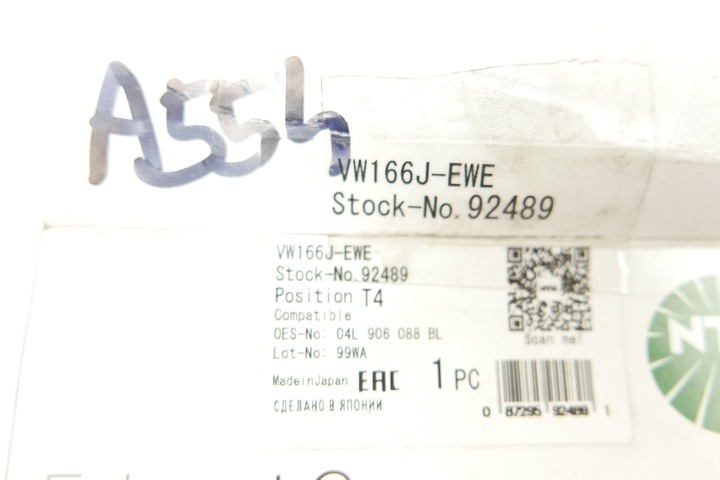 A554
VW166J-EWE
Stock-No. 92489
VW166J-EWE
Stock-No. 92489
Position T4
Compatible
OES-No: 04L 906 088 BL
Lot-No: 99WA
Scan me!
MadeinJapan EAC 1 PC
СДЕЛАНО В ЯПОНИИ
0 87295 92489 1
NT